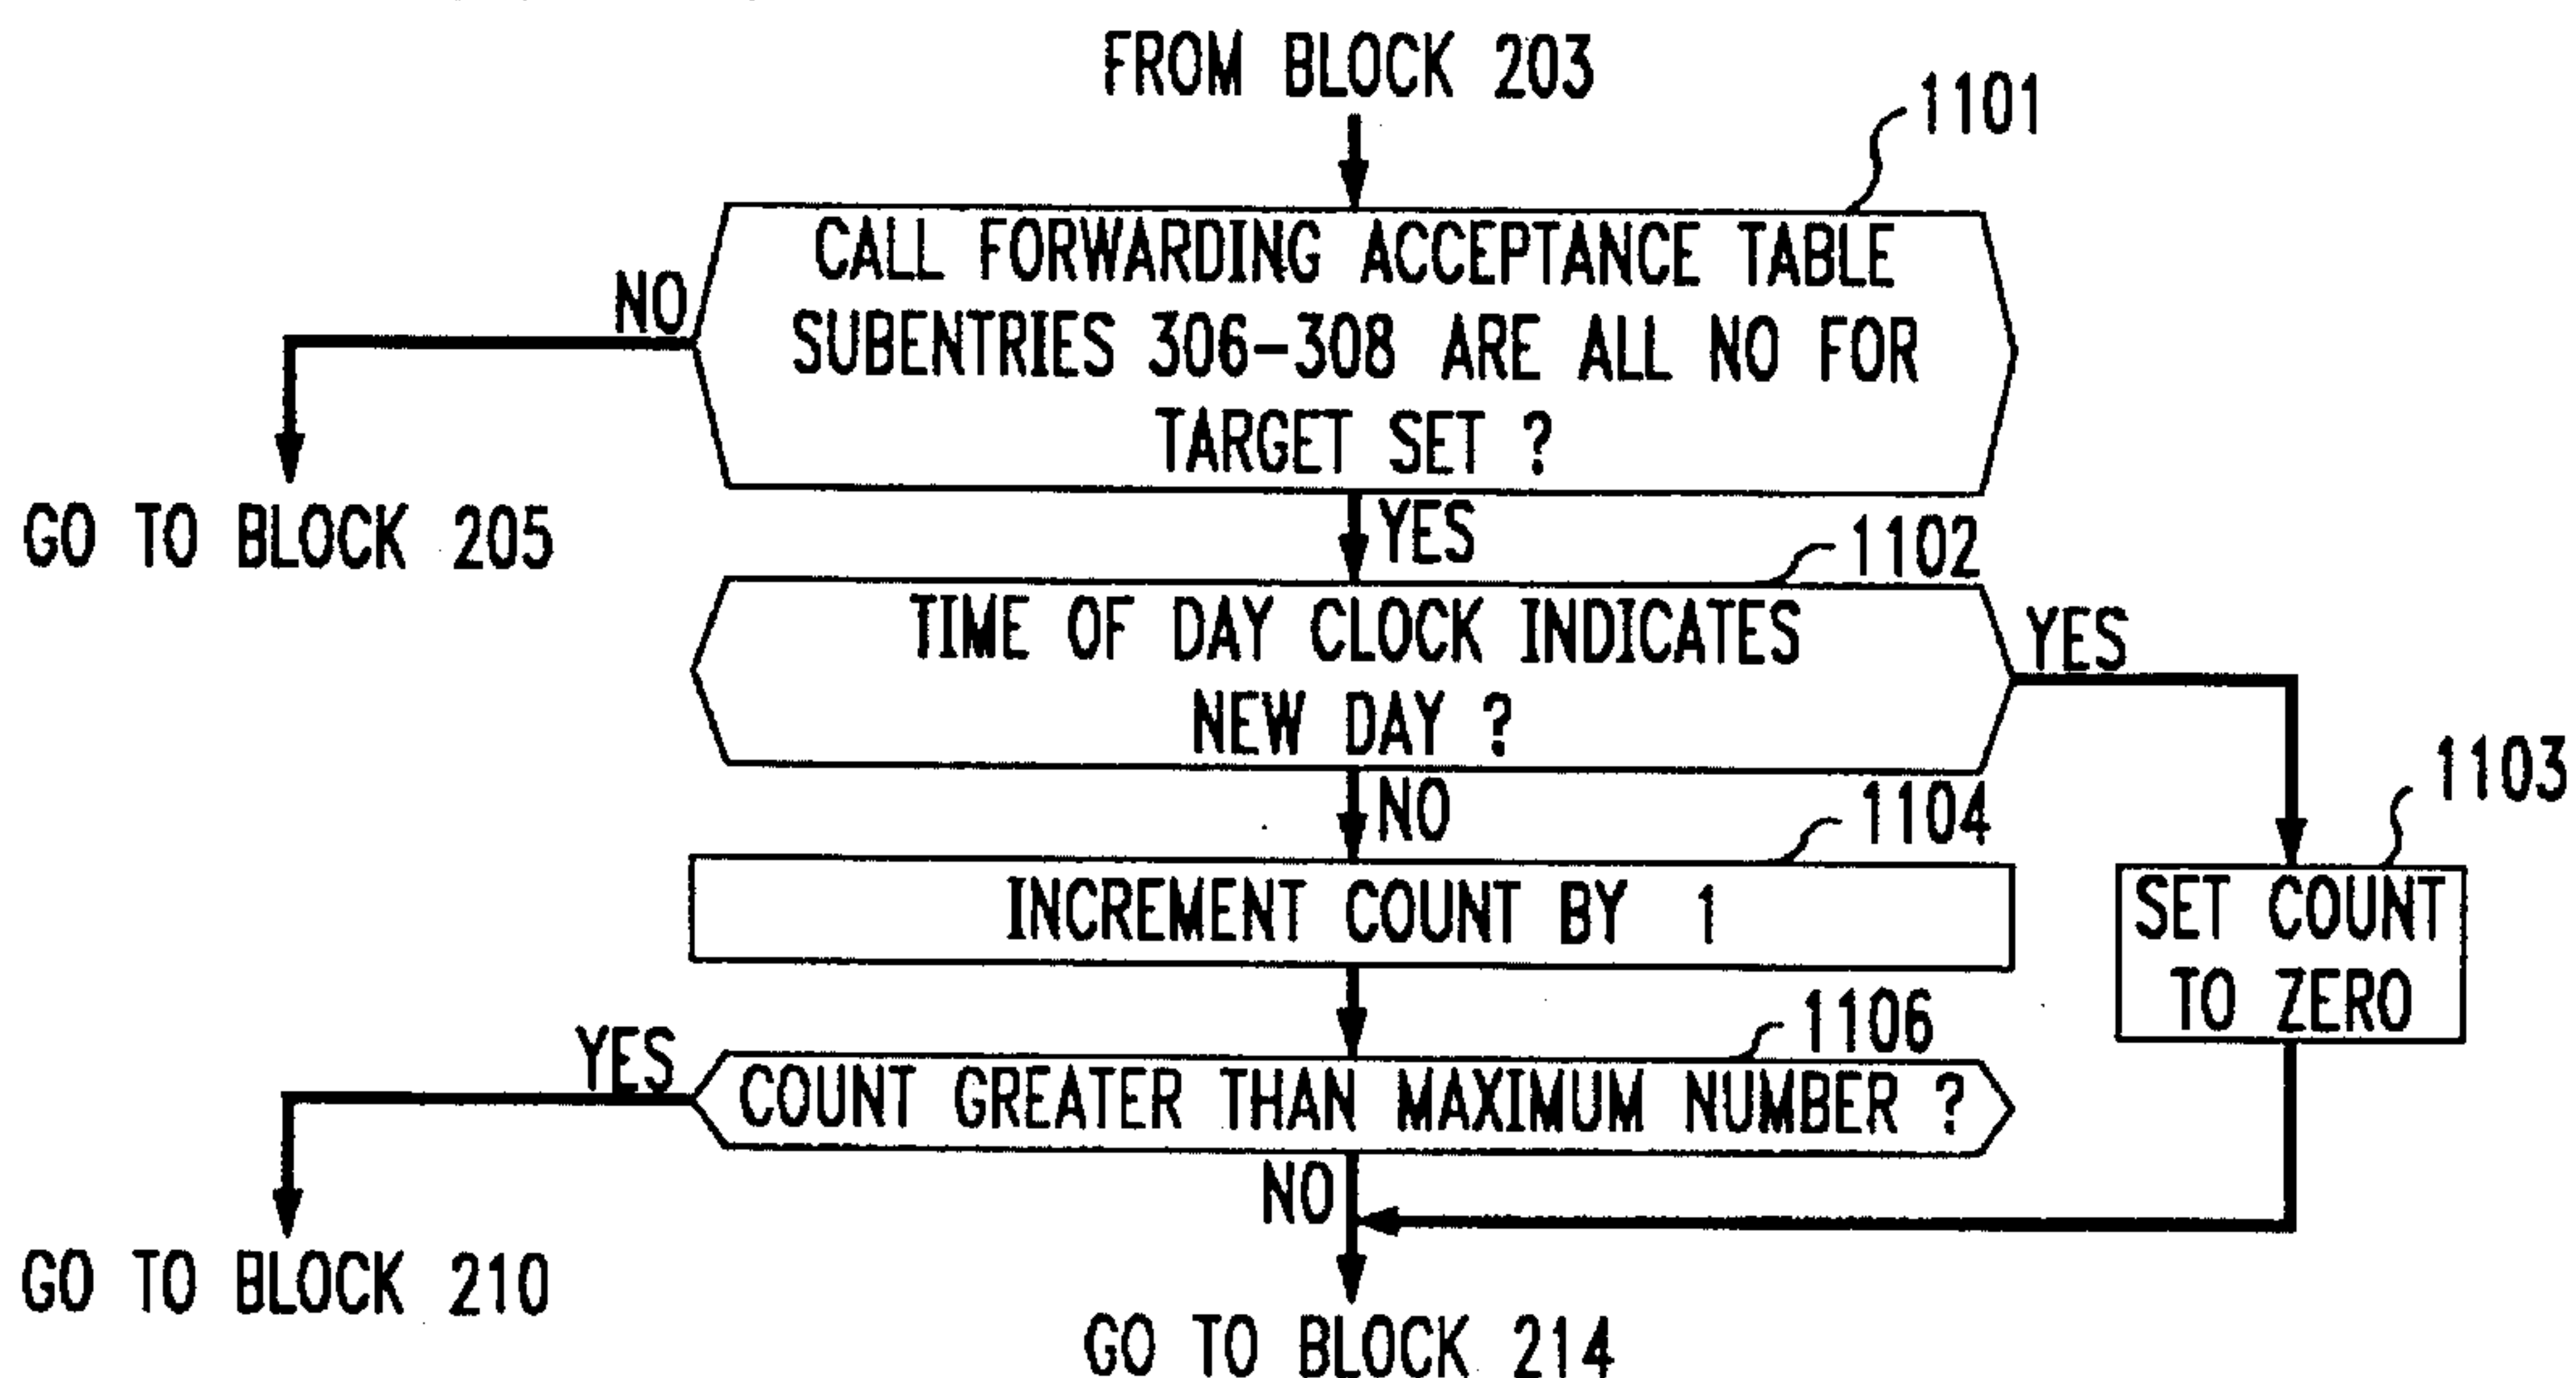 FROM BLOCK 203
1101
CALL FORWARDING ACCEPTANCE TABLE
SUBENTRIES 306-308 ARE ALL NO FOR
TARGET SET ?
NO
GO TO BLOCK 205
YES
1102
TIME OF DAY CLOCK INDICATES
NEW DAY ?
YES
NO
1103
SET COUNT
TO ZERO
1104
INCREMENT COUNT BY 1
1106
COUNT GREATER THAN MAXIMUM NUMBER ?
YES
GO TO BLOCK 210
NO
GO TO BLOCK 214